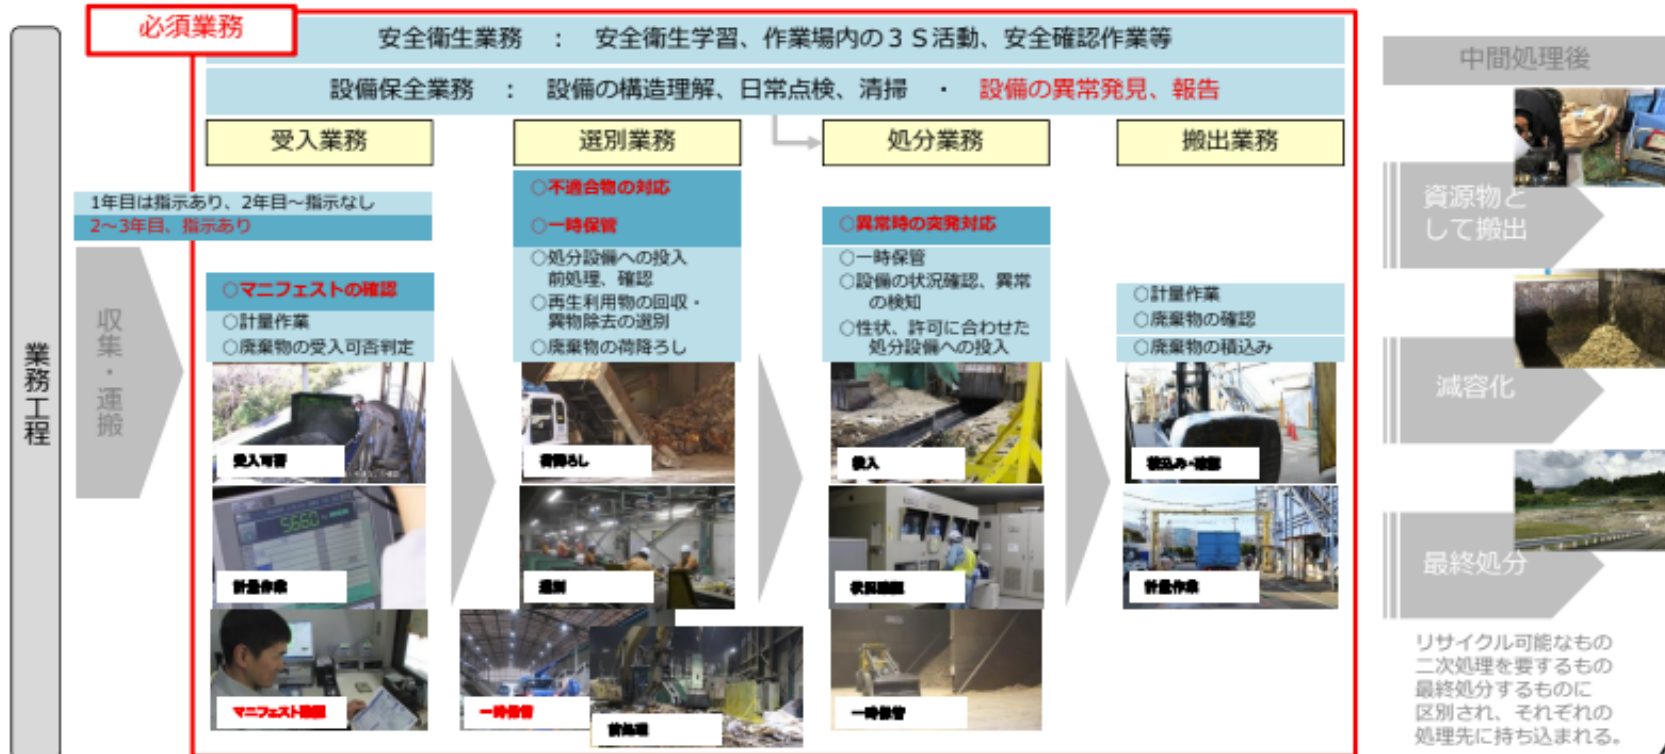 必須業務
安全衛生業務 ： 安全衛生学習、作業場内の３Ｓ活動、安全確認作業等
設備保全業務 ： 設備の構造理解、日常点検、清掃 ・ 設備の異常発見、報告
業務工程
1年目は指示あり、2年目～指示なし
2～3年目、指示あり
収集・運搬
受入業務
○マニフェストの確認
○計量作業
○廃棄物の受入可否判定
受入可否
5660
計量作業
マニフェスト確認
選別業務
○不適合物の対応
○一時保管
○処分設備への投入
前処理、確認
○再生利用物の回収・
異物除去の選別
○廃棄物の荷降ろし
荷降ろし
選別
一時保管
前処理
処分業務
○異常時の突発対応
○一時保管
○設備の状況確認、異常
の検知
○性状、許可に合わせた
処分設備への投入
投入
状況確認
一時保管
搬出業務
○計量作業
○廃棄物の確認
○廃棄物の積込み
積込み・確認
計量作業
中間処理後
資源物と
して搬出
減容化
最終処分
リサイクル可能なもの
二次処理を要するもの
最終処分するものに
区別され、それぞれの
処理先に持ち込まれる。